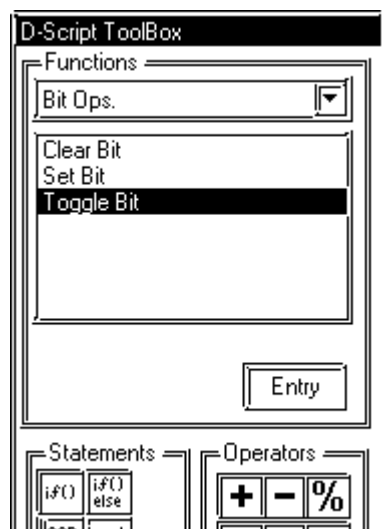 D-Script ToolBox
Functions
Bit Ops.
Clear Bit
Set Bit
Toggle Bit
Entry
Statements
Operators
if() if() else
+ - %